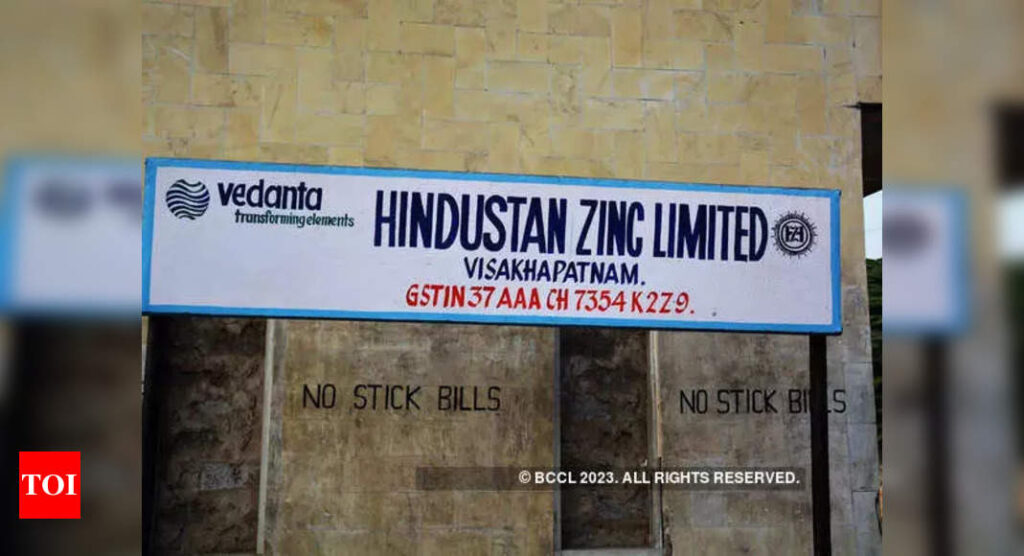 vedanta
transforming elements
HINDUSTAN ZINC LIMITED
VISAKHAPATNAM.
GSTIN 37 AAA CH 7354 K 2Z9.
NO STICK BILLS
NO STICK BILLS
© BCCL 2023. ALL RIGHTS RESERVED.
TOI